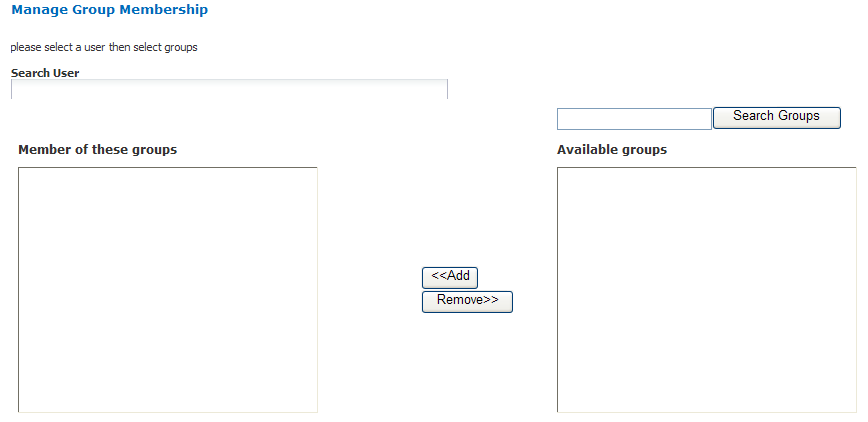 Manage Group Membership
please select a user then select groups
Search User
Search Groups
Member of these groups
Available groups
<<Add
Remove>>